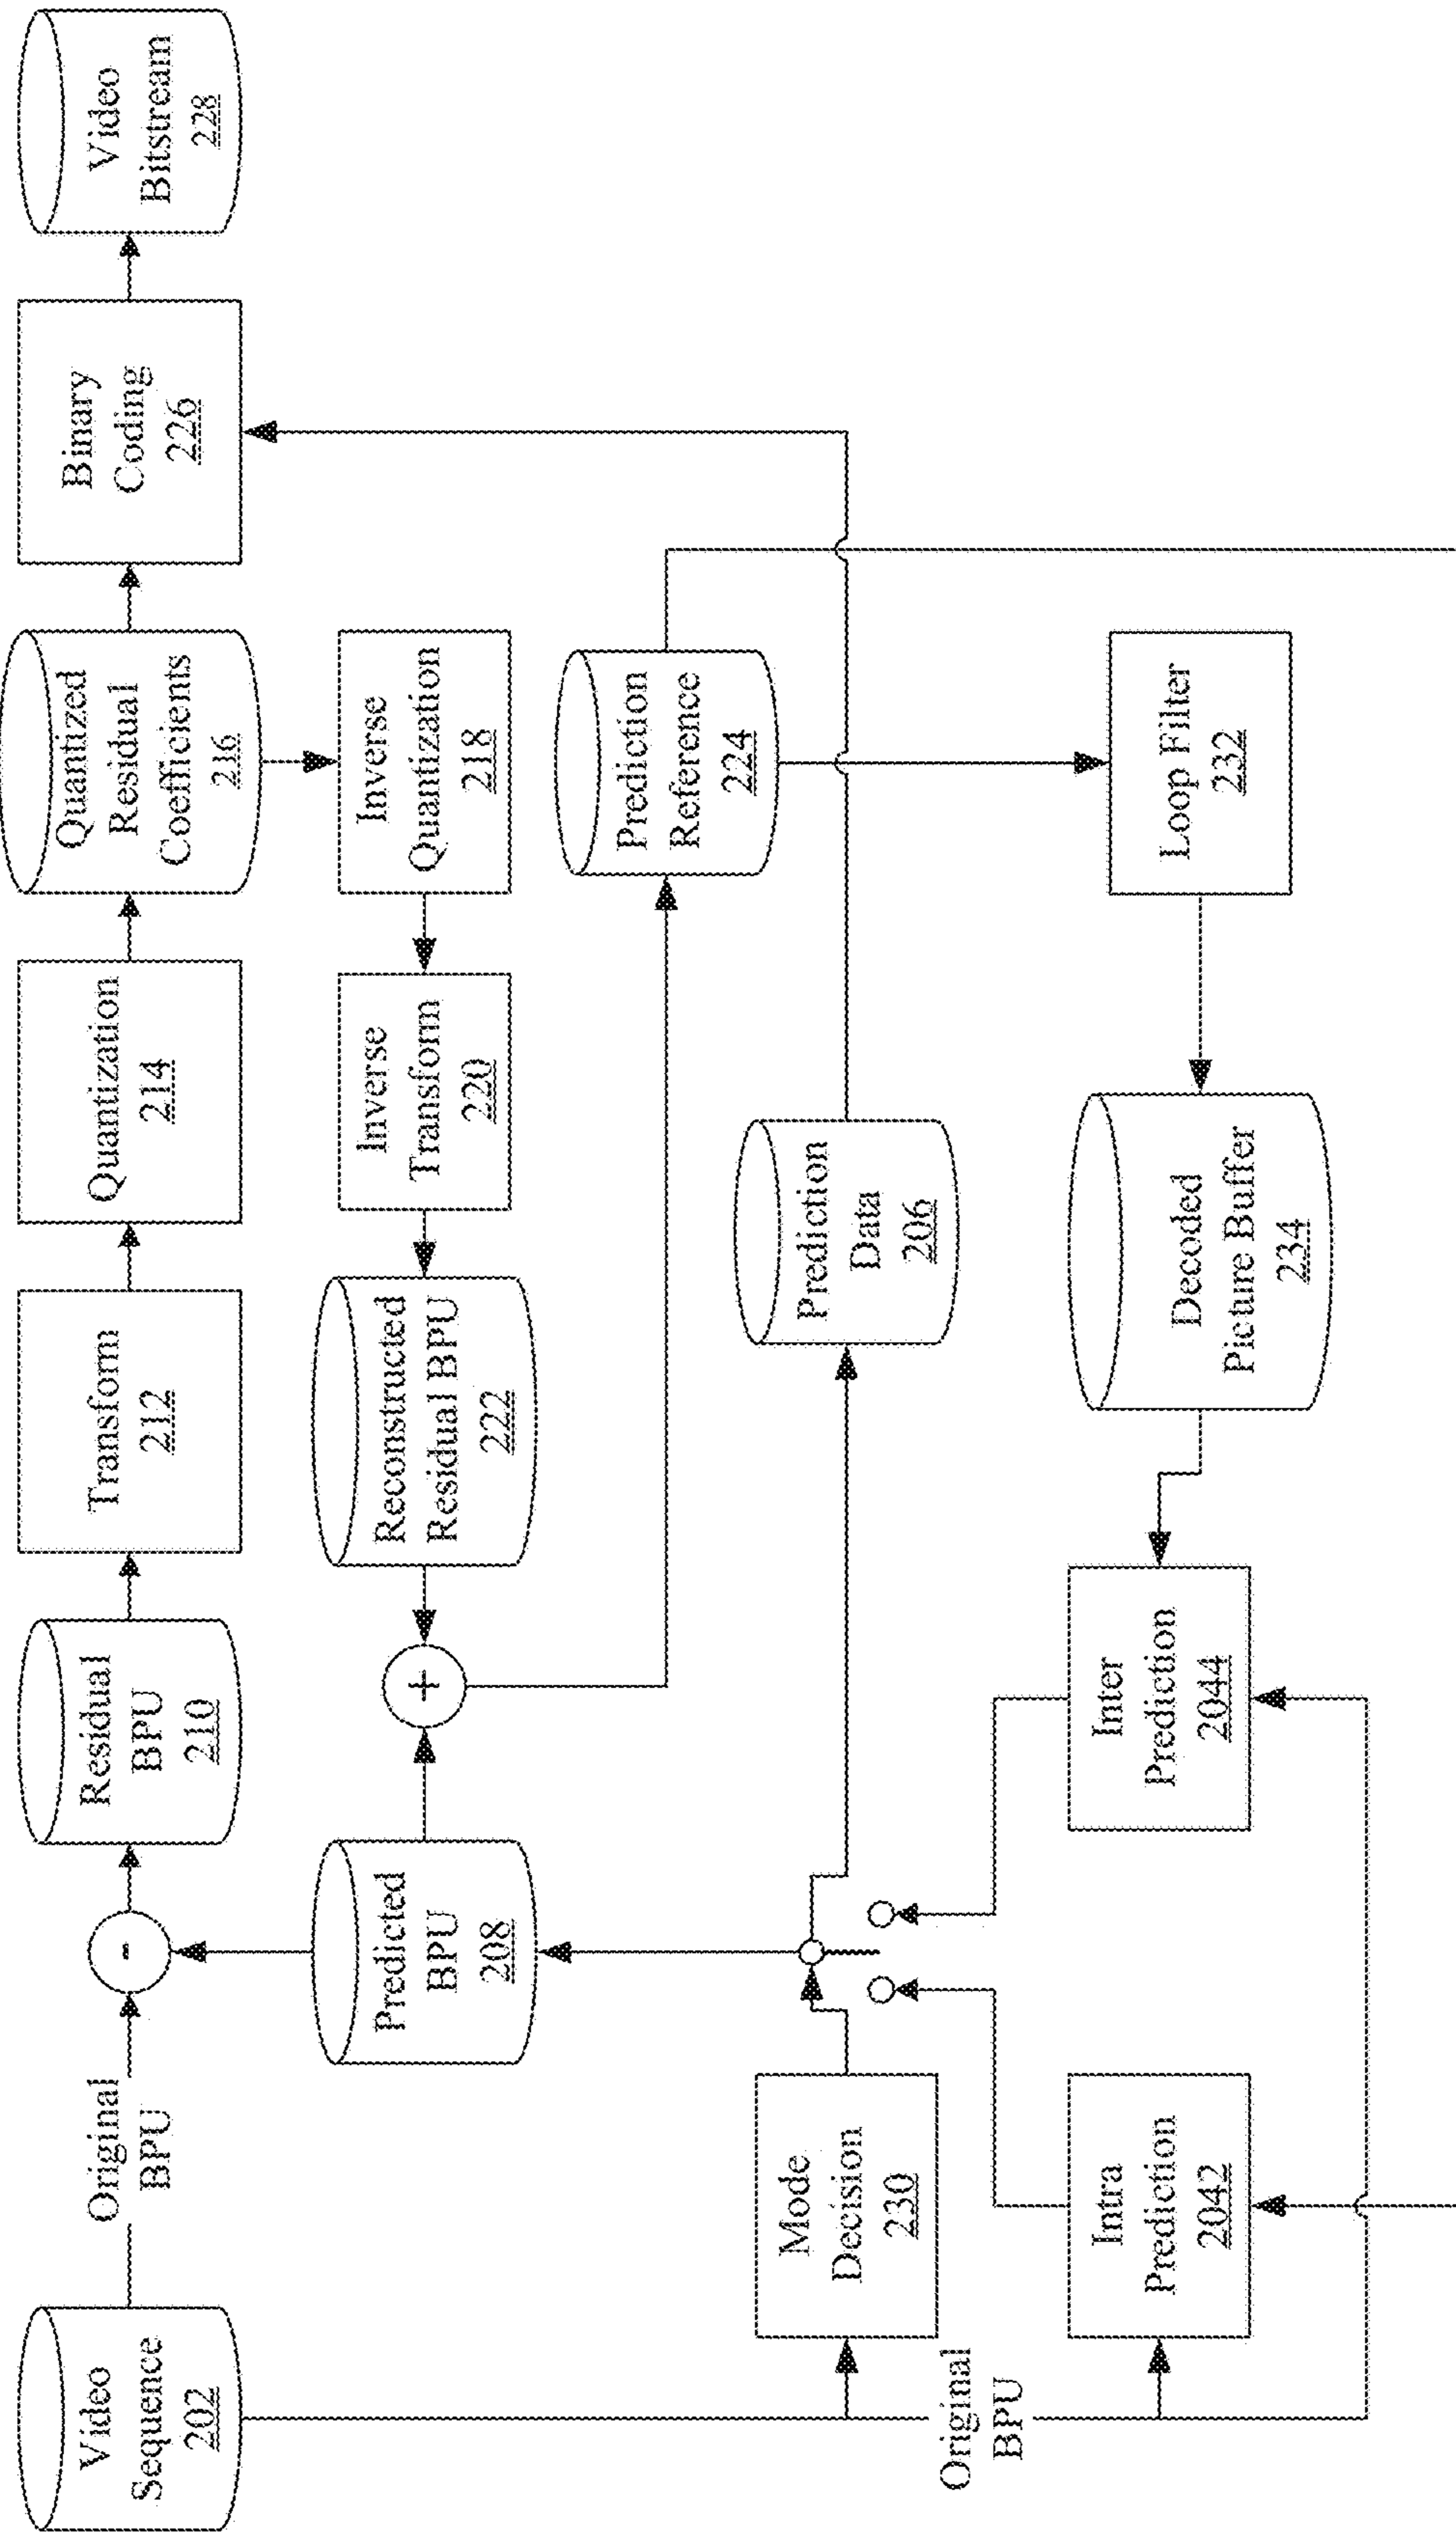 Video
Sequence
202
Original
BPU
-
Residual
BPU
210
Transform
212
Quantization
214
Quantized
Residual
Coefficients
216
Binary
Coding
226
Video
Bitstream
228
Predicted
BPU
208
+
Reconstructed
Residual BPU
222
Inverse
Transform
220
Inverse
Quantization
218
Prediction
Reference
224
Mode
Decision
230
Prediction
Data
206
Original
BPU
Intra
Prediction
2042
Inter
Prediction
2044
Decoded
Picture Buffer
234
Loop Filter
232